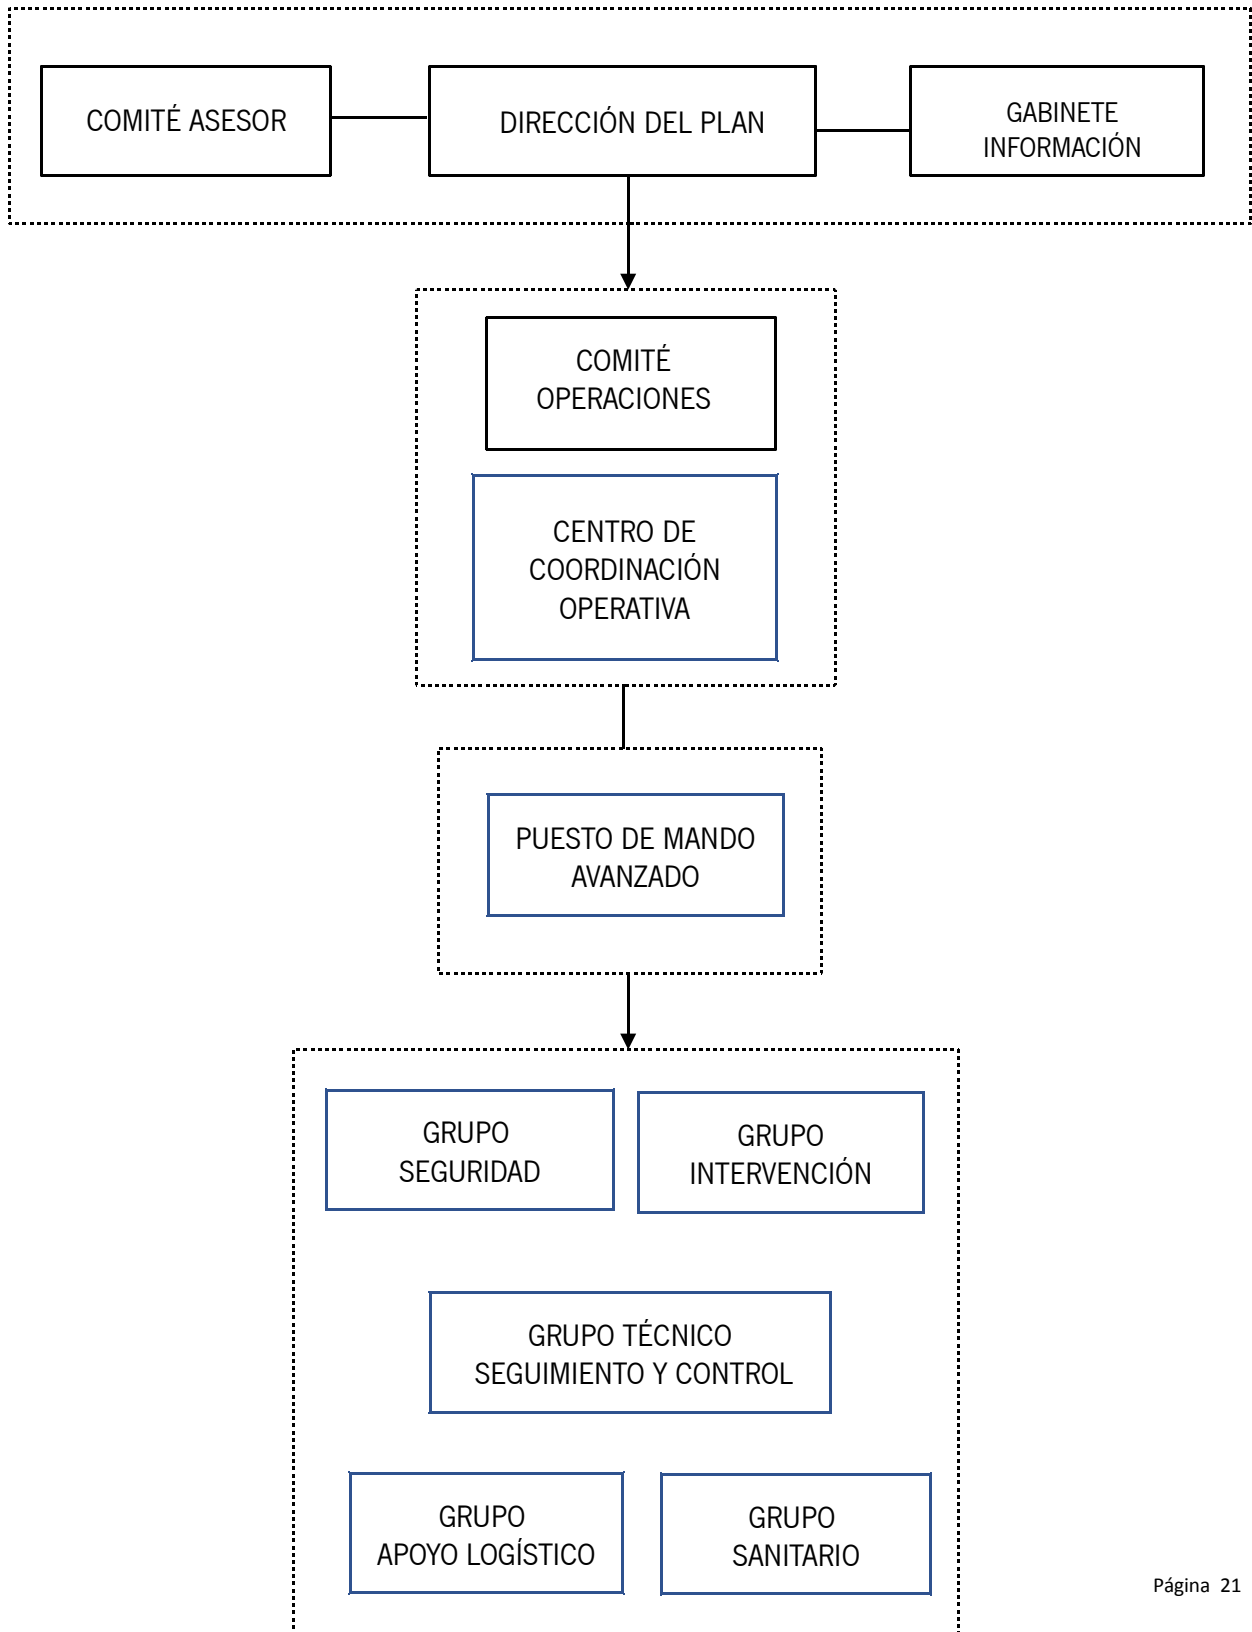 COMITÉ ASESOR
DIRECCIÓN DEL PLAN
GABINETE
INFORMACIÓN
COMITÉ
OPERACIONES
CENTRO DE
COORDINACIÓN
OPERATIVA
PUESTO DE MANDO
AVANZADO
GRUPO
SEGURIDAD
GRUPO
INTERVENCIÓN
GRUPO TÉCNICO
SEGUIMIENTO Y CONTROL
GRUPO
APOYO LOGÍSTICO
GRUPO
SANITARIO
Página 21